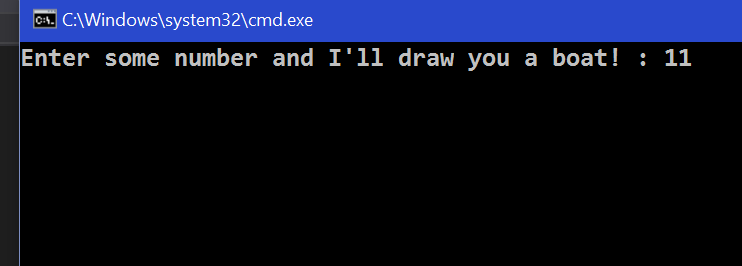 C:\Windows\system32\cmd.exe
Enter some number and I'll draw you a boat! : 11